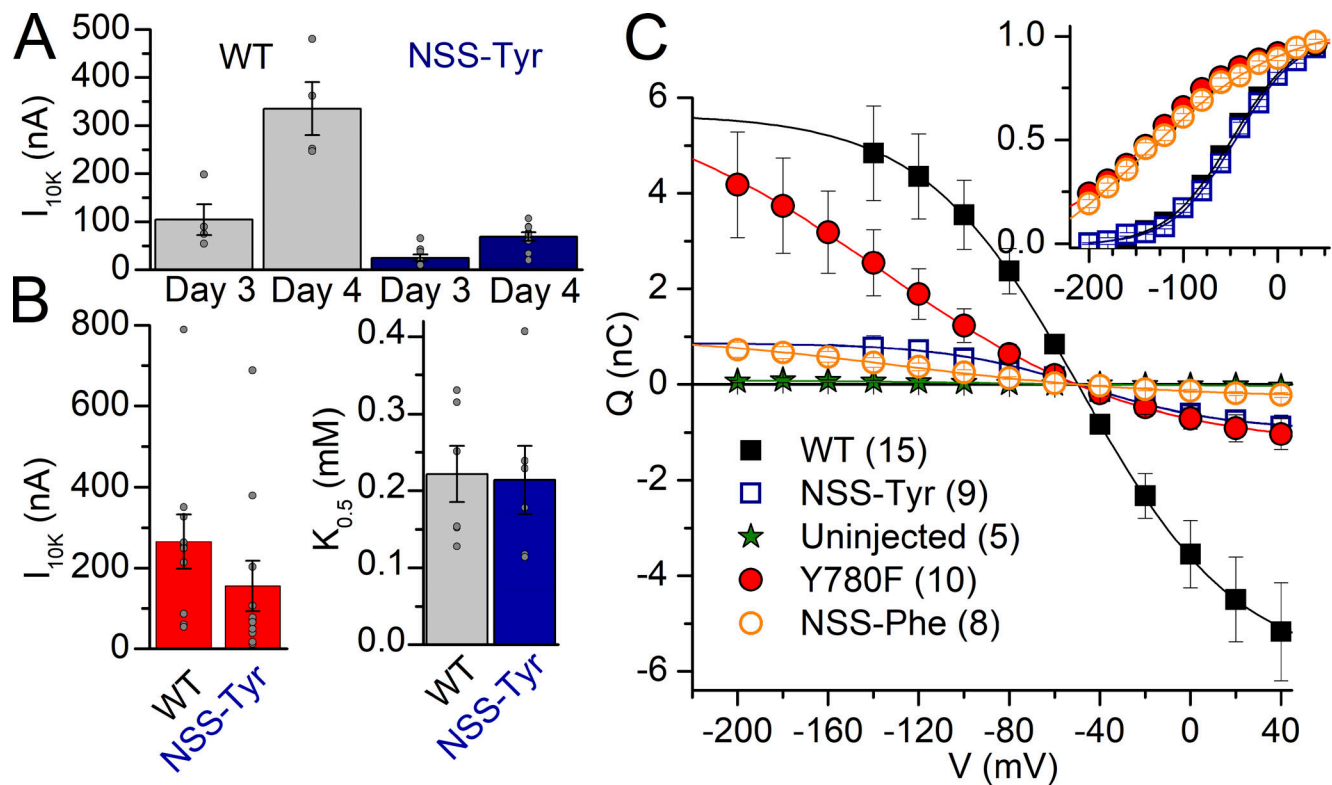 A
I10K (nA)
500
400
300
200
100
0
WT
NSS-Tyr
Day 3
Day 4
Day 3
Day 4
B
I10K (nA)
800
600
400
200
0
WT
NSS-Tyr
K0.5 (mM)
0.4
0.3
0.2
0.1
0.0
WT
NSS-Tyr
C
1.0
0.5
0.0
-200
-100
0
Q (nC)
6
4
2
0
-2
-4
-6
WT (15)
NSS-Tyr (9)
Uninjected (5)
Y780F (10)
NSS-Phe (8)
-200
-160
-120
-80
-40
0
40
V (mV)